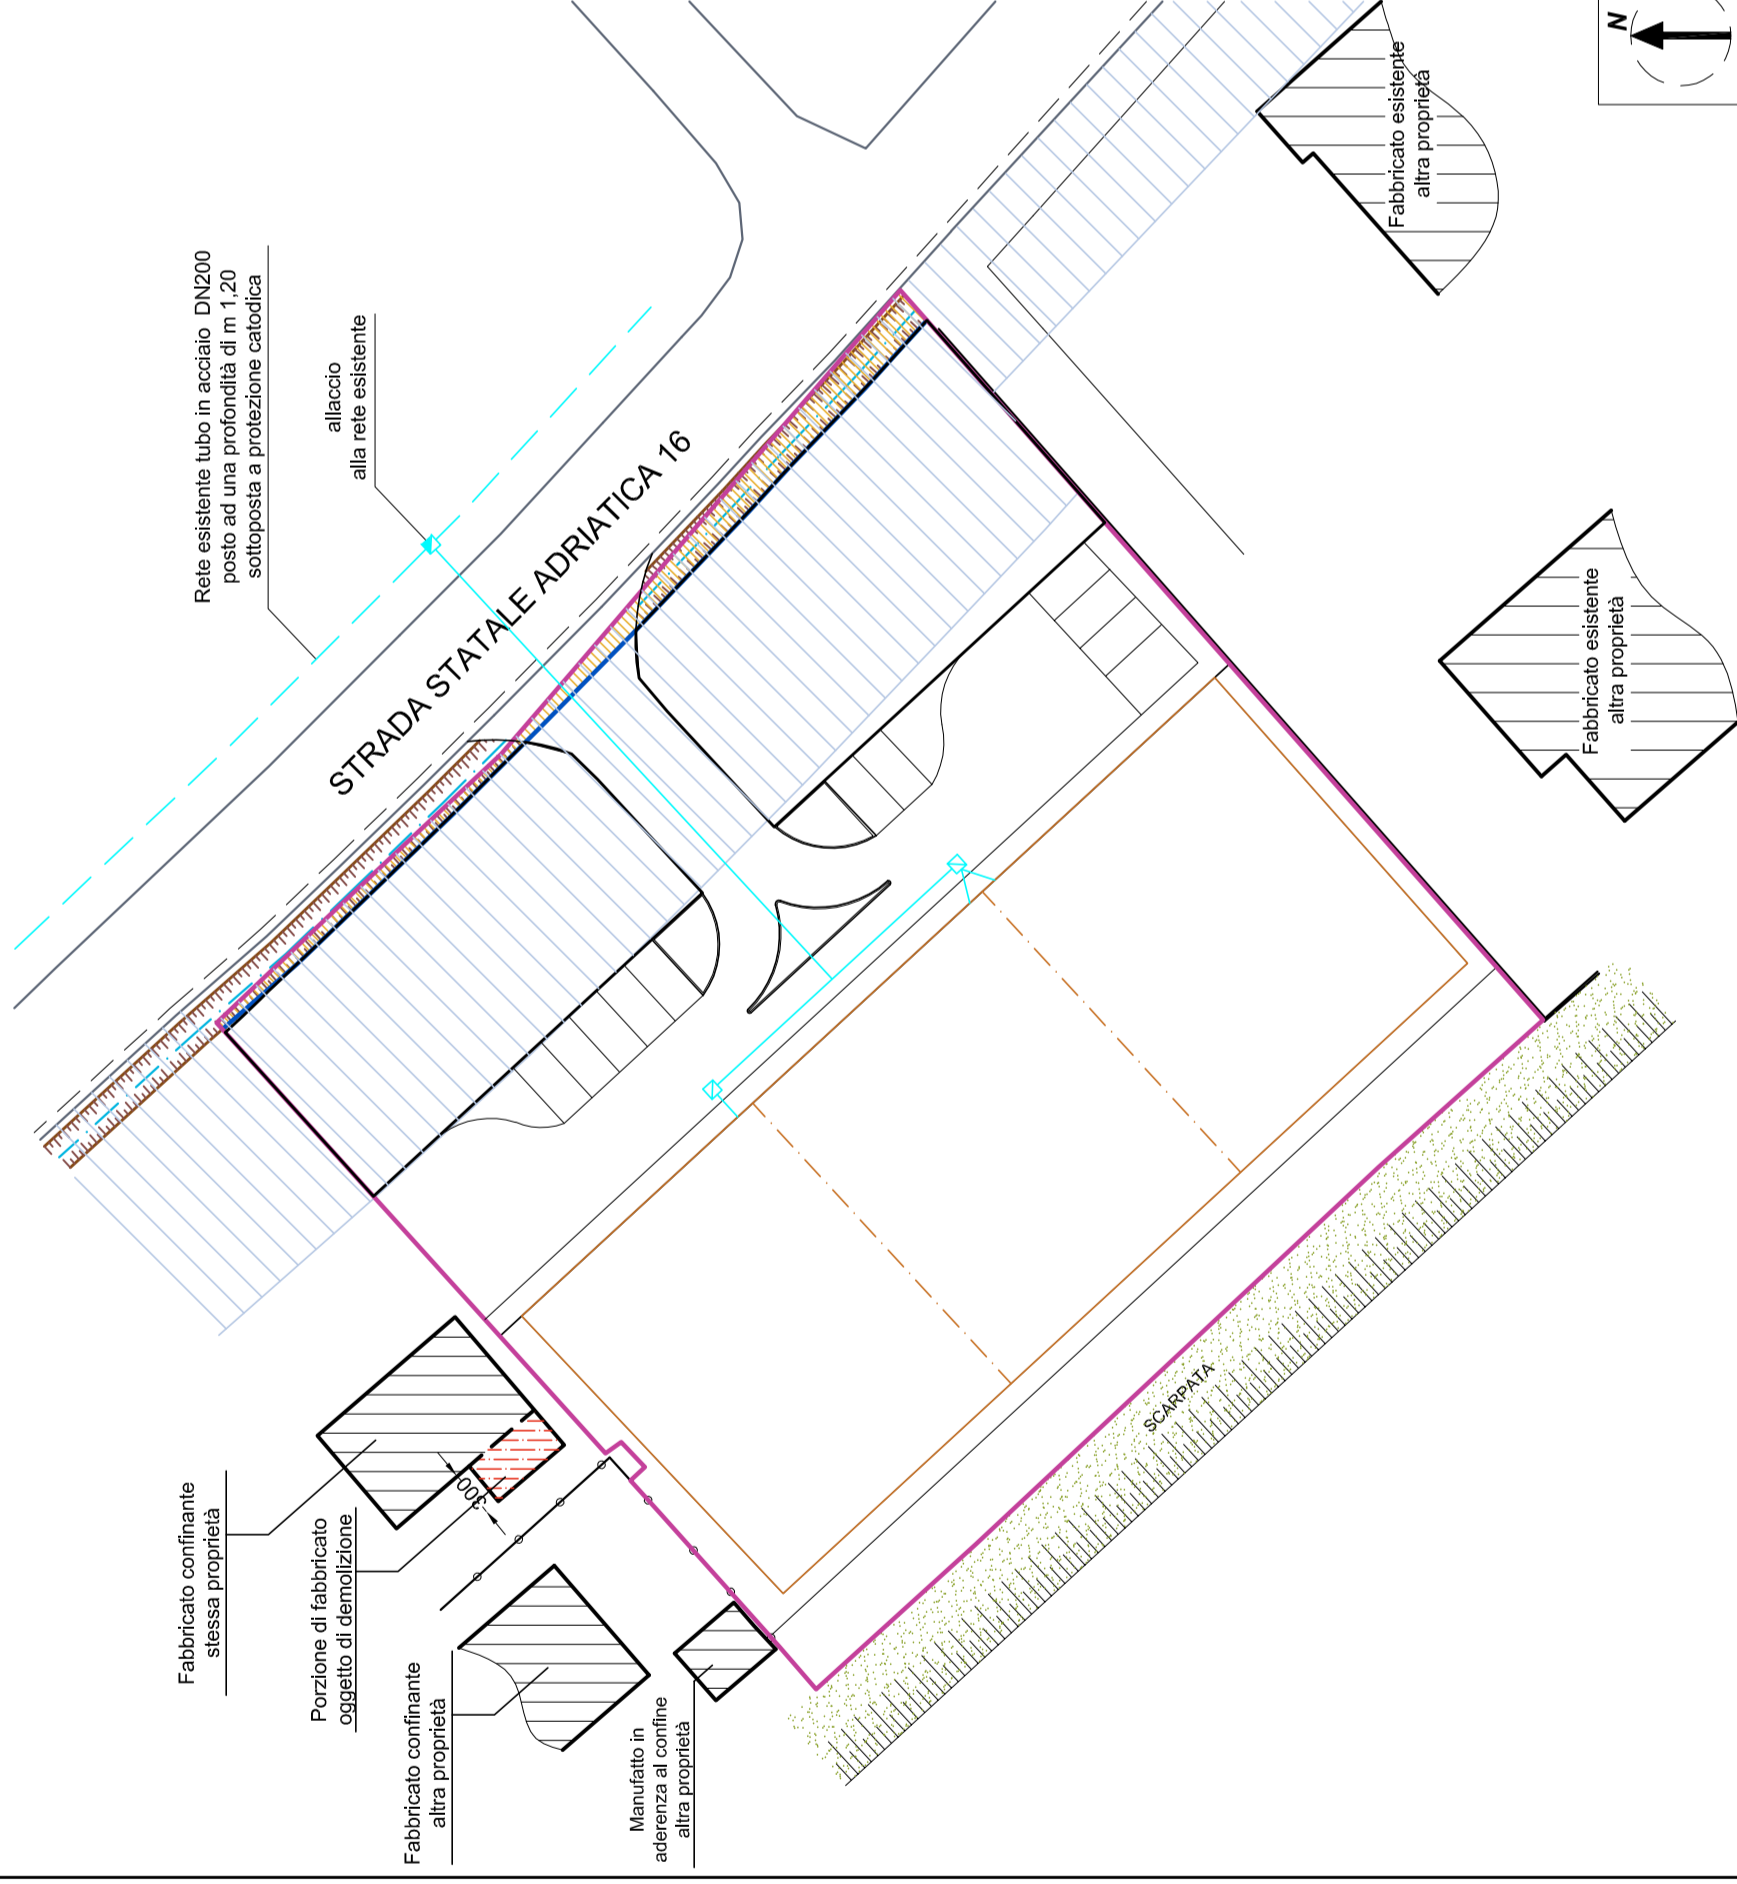 Rete esistente tubo in acciaio DN200
posto ad una profondità di m 1,20
sottoposta a protezione catodica
allaccio
alla rete esistente
STRADA STATALE ADRIATICA 16
Fabbricato esistente
altra proprietà
N
Fabbricato esistente
altra proprietà
SCARPATA
Fabbricato confinante
stessa proprietà
Porzione di fabbricato
oggetto di demolizione
300
Fabbricato confinante
altra proprietà
Manufatto in
aderenza al confine
altra proprietà